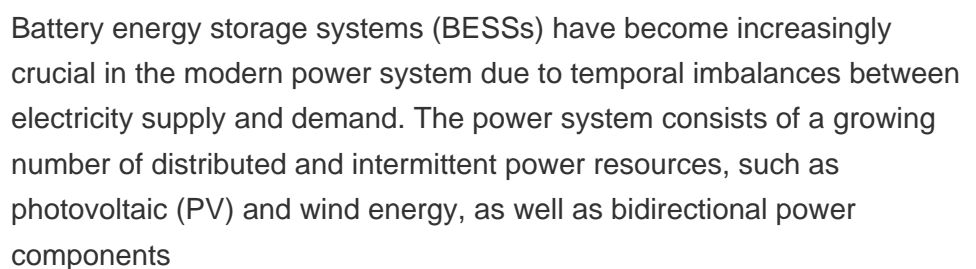 Battery energy storage systems (BESSs) have become increasingly
crucial in the modern power system due to temporal imbalances between
electricity supply and demand. The power system consists of a growing
number of distributed and intermittent power resources, such as
photovoltaic (PV) and wind energy, as well as bidirectional power
components